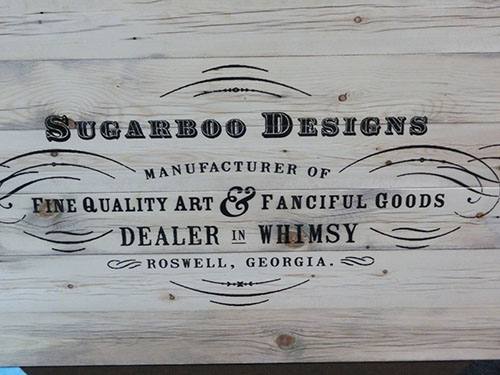 SUGARBOO DESIGNS
MANUFACTURER OF
FINE QUALITY ART & FANCIFUL GOODS
DEALER IN WHIMSY
ROSWELL, GEORGIA.